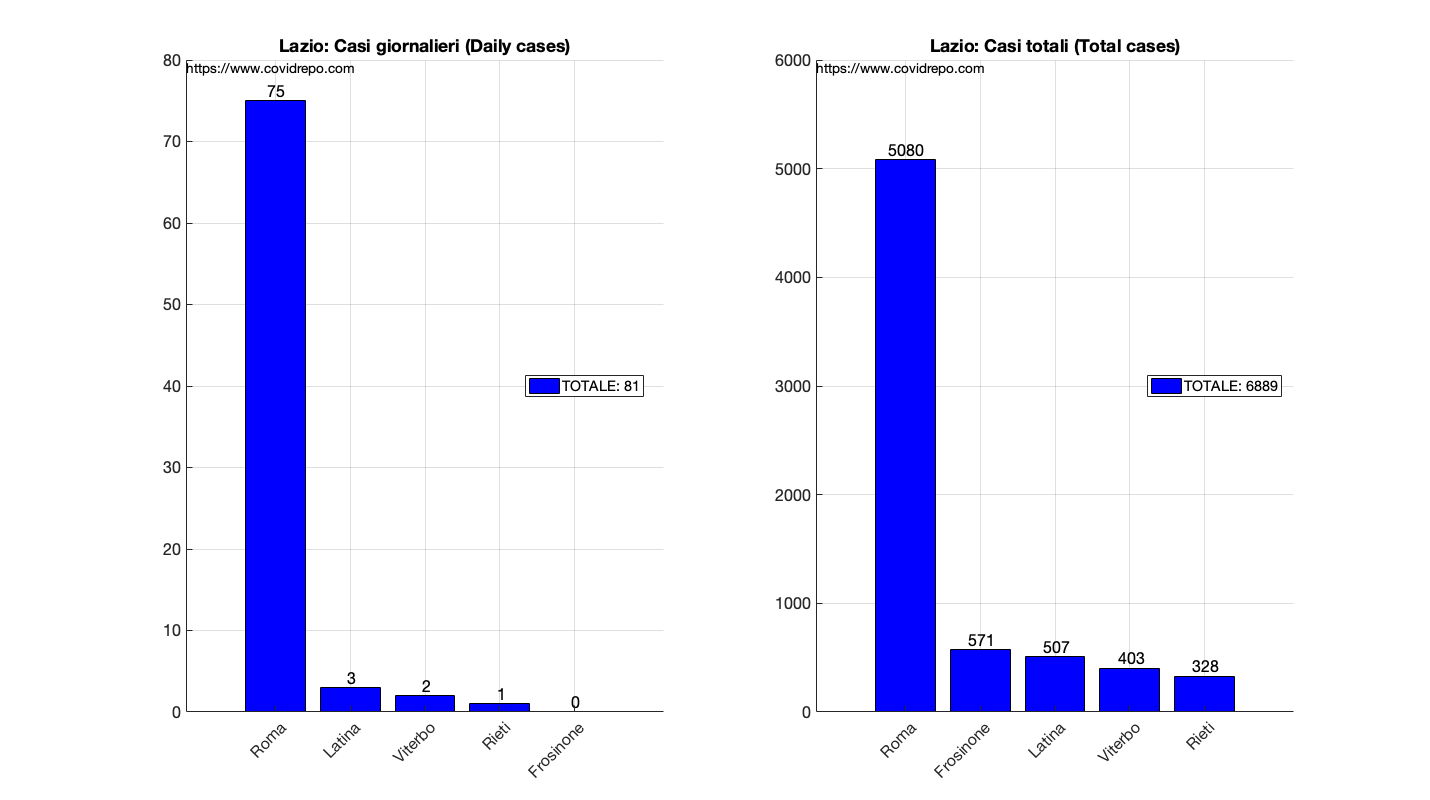 Lazio: Casi giornalieri (Daily cases)
https://www.covidrepo.com
80
70
60
50
40
30
20
10
0
75
3
2
1
0
TOTALE: 81
Roma
Latina
Viterbo
Rieti
Frosinone
Lazio: Casi totali (Total cases)
https://www.covidrepo.com
6000
5000
4000
3000
2000
1000
0
5080
571
507
403
328
TOTALE: 6889
Roma
Frosinone
Latina
Viterbo
Rieti